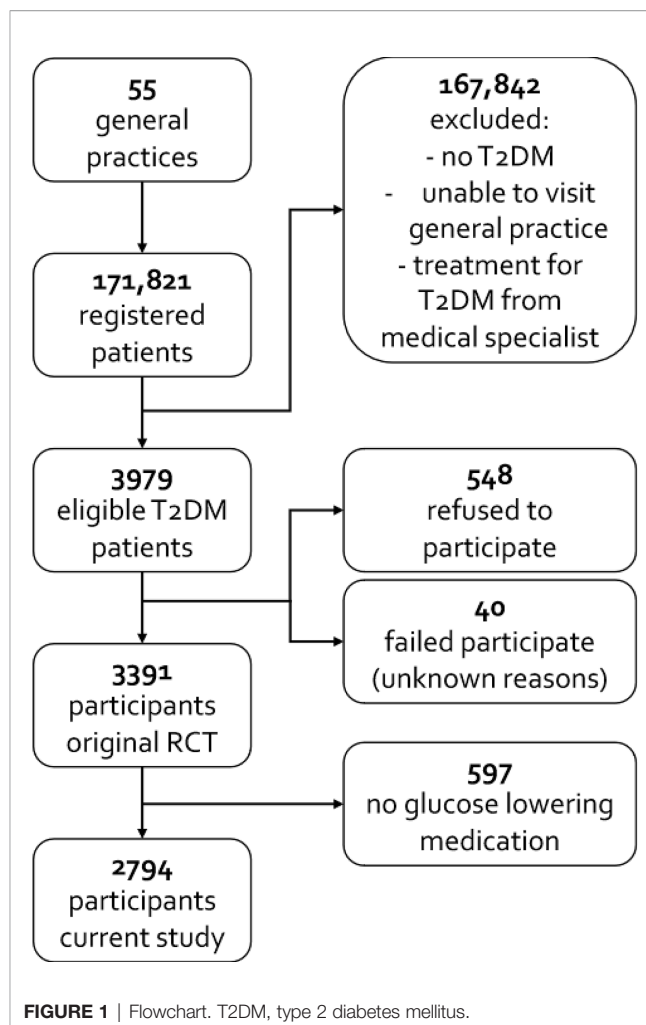 55
general
practices
167,842
excluded:
- no T2DM
- unable to visit
general practice
- treatment for
T2DM from
medical specialist
171,821
registered
patients
3979
eligible T2DM
patients
548
refused to
participate
40
failed participate
(unknown reasons)
3391
participants
original RCT
597
no glucose lowering
medication
2794
participants
current study
FIGURE 1 | Flowchart. T2DM, type 2 diabetes mellitus.